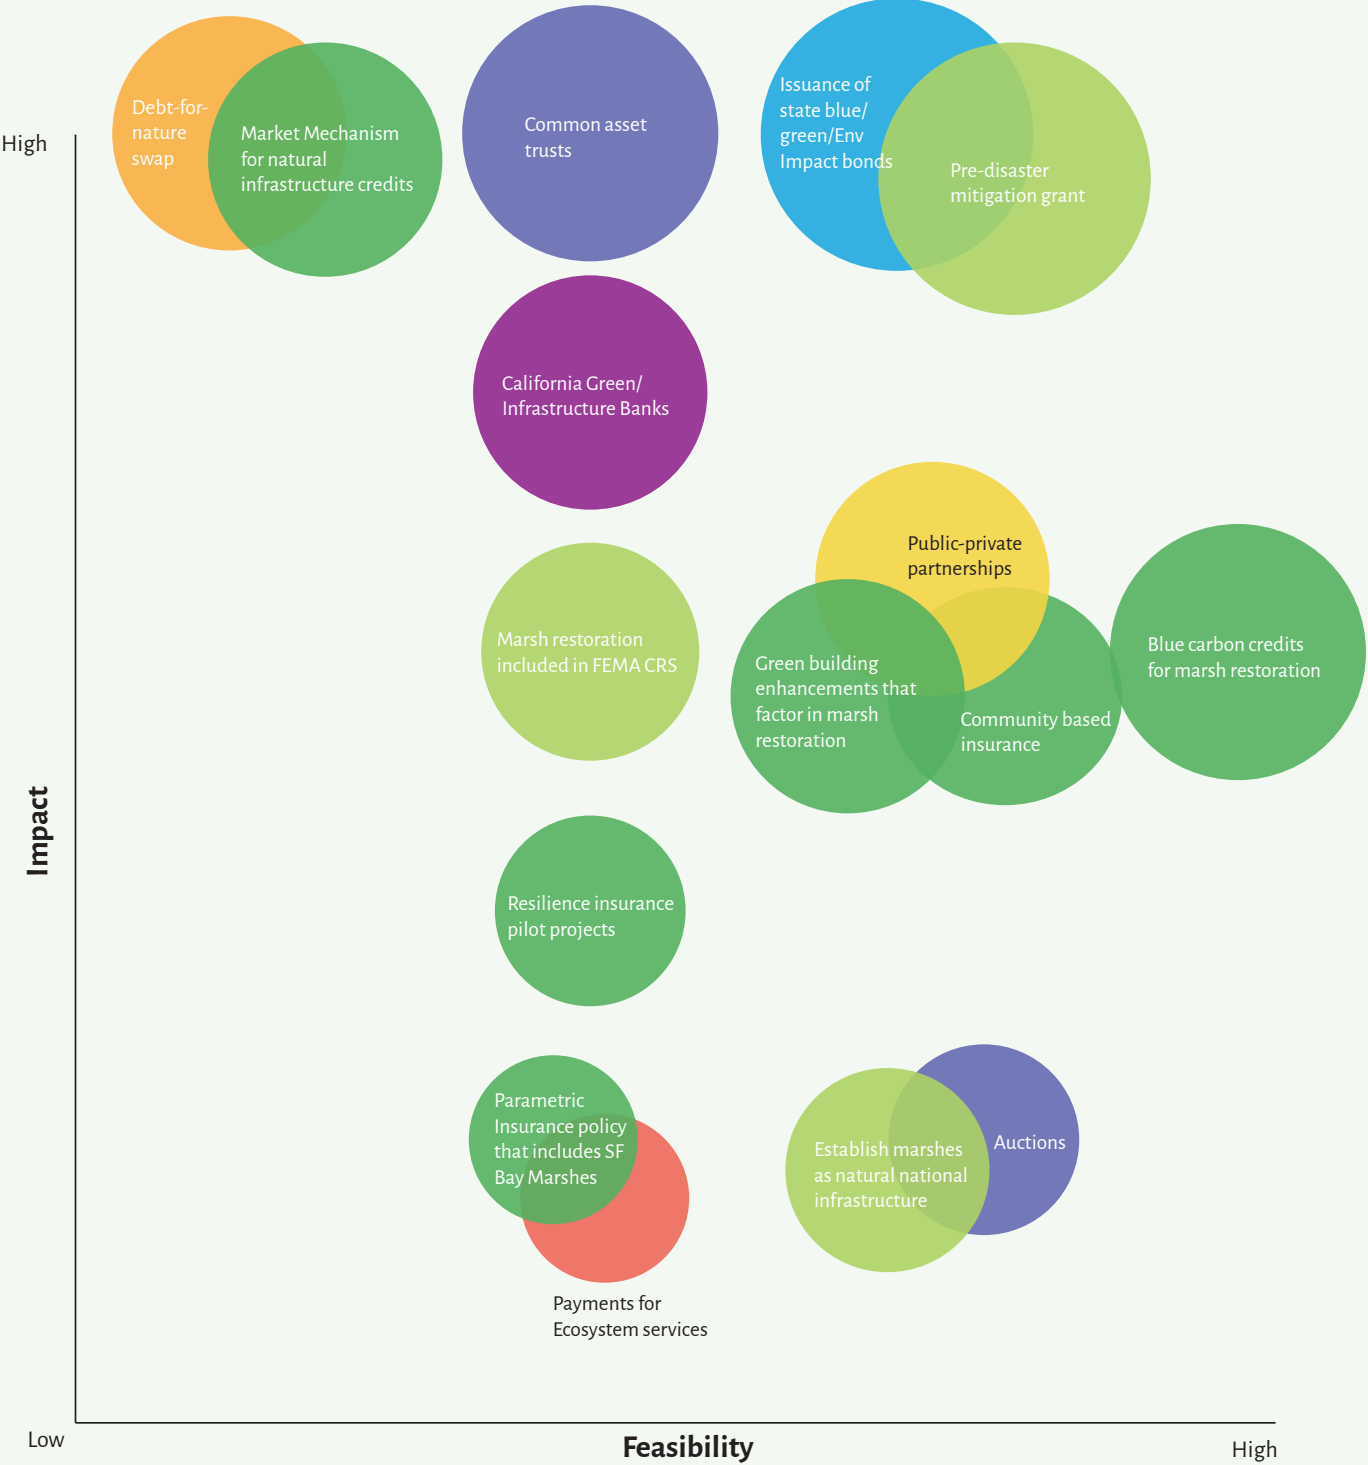 High
Debt-for-
nature
swap
Market Mechanism
for natural
infrastructure credits
Common asset
trusts
Issuance of
state blue/
green/Env
Impact bonds
Pre-disaster
mitigation grant
California Green/
Infrastructure Banks
Public-private
partnerships
Marsh restoration
included in FEMA CRS
Green building
enhancements that
factor in marsh
restoration
Community based
insurance
Blue carbon credits
for marsh restoration
Impact
Resilience insurance
pilot projects
Parametric
Insurance policy
that includes SF
Bay Marshes
Payments for
Ecosystem services
Establish marshes
as natural national
infrastructure
Auctions
Low
Feasibility
High